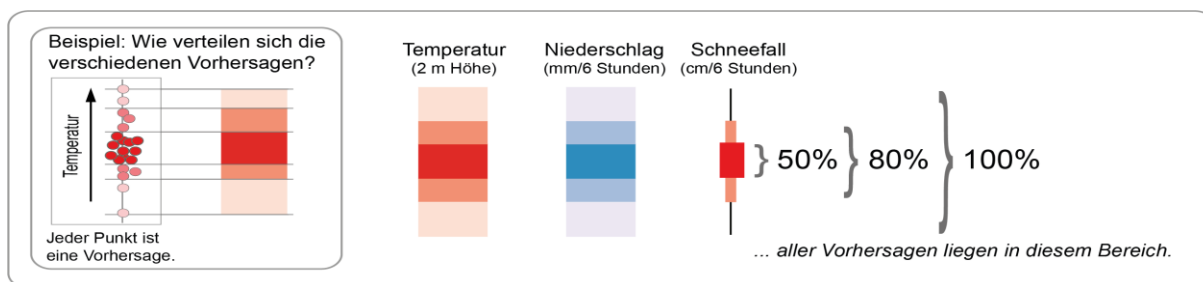 Beispiel: Wie verteilen sich die
verschiedenen Vorhersagen?
Temperatur
Jeder Punkt ist
eine Vorhersage.
Temperatur
(2 m Höhe)
Niederschlag
(mm/6 Stunden)
Schneefall
(cm/6 Stunden)
50%
80%
100%
... aller Vorhersagen liegen in diesem Bereich.